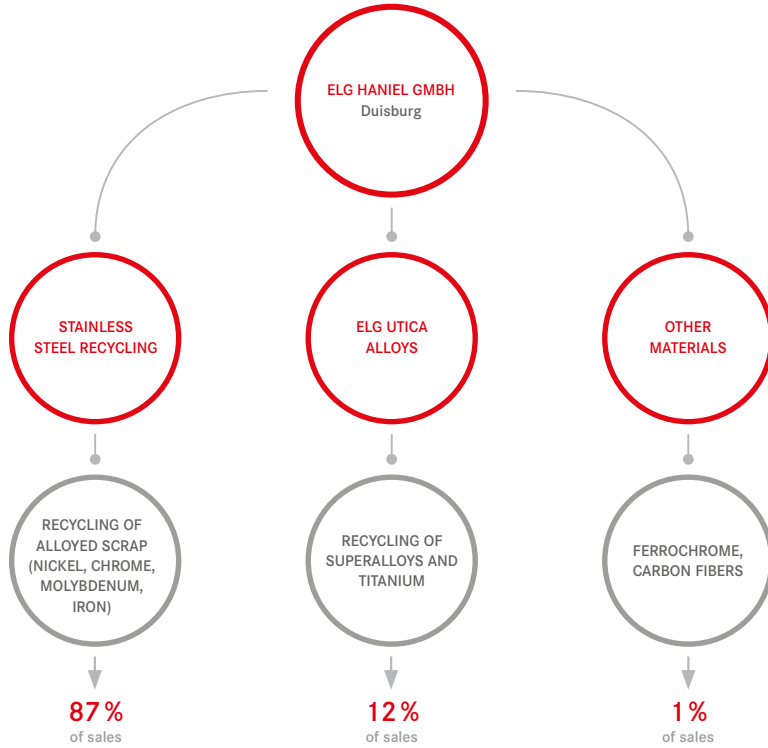 ELG HANIEL GMBH
Duisburg
STAINLESS
STEEL RECYCLING
ELG UTICA
ALLOYS
OTHER
MATERIALS
RECYCLING OF
ALLOYED SCRAP
(NICKEL, CHROME,
MOLYBDENUM,
IRON)
RECYCLING OF
SUPERALLOYS AND
TITANIUM
FERROCHROME,
CARBON FIBERS
87 %
of sales
12 %
of sales
1 %
of sales